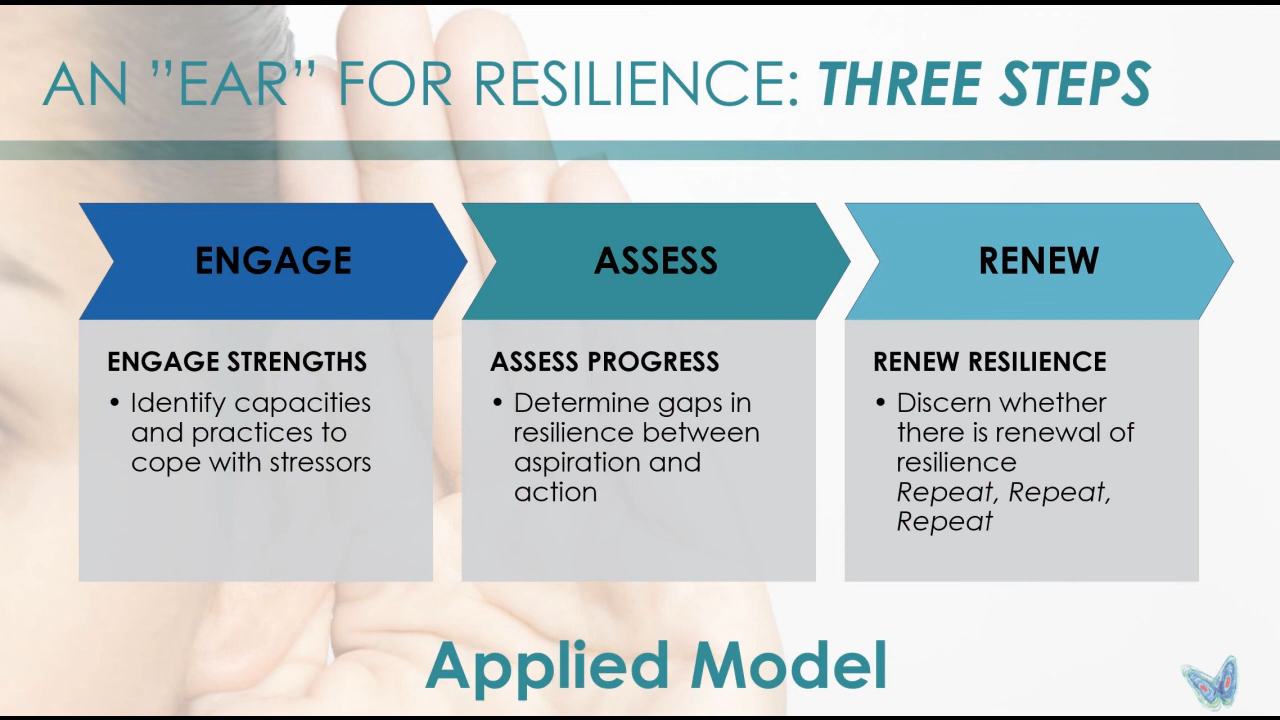 AN ”EAR” FOR RESILIENCE: THREE STEPS
ENGAGE
ENGAGE STRENGTHS
• Identify capacities
and practices to
cope with stressors
ASSESS
ASSESS PROGRESS
• Determine gaps in
resilience between
aspiration and
action
RENEW
RENEW RESILIENCE
• Discern whether
there is renewal of
resilience
Repeat, Repeat,
Repeat
Applied Model